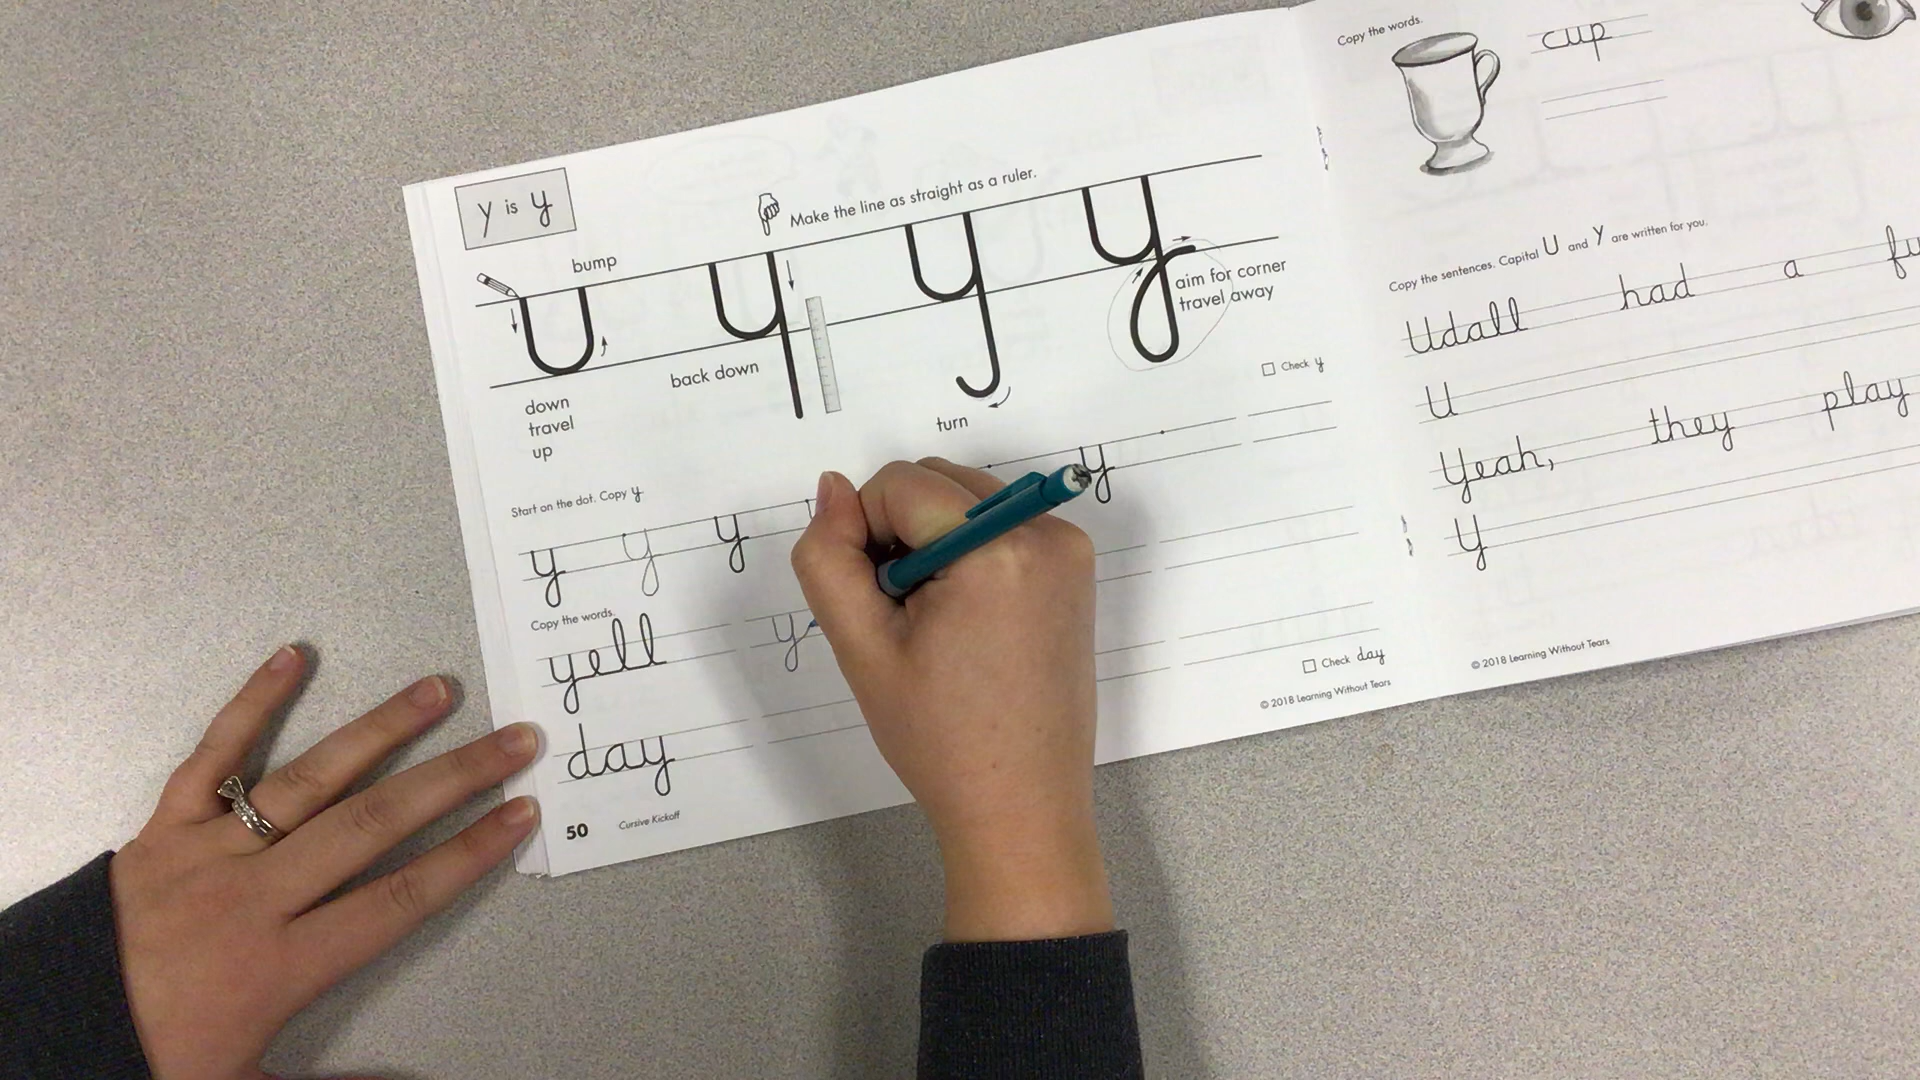 y is y
Make the line as straight as a ruler.
bump
down
travel
up
back down
turn
aim for corner
travel away
Check y
Start on the dot. Copy y
y y y y
Copy the words.
yell y
day
Check day
50 Cursive Kickoff
© 2018 Learning Without Tears
Copy the words.
cup
Copy the sentences. Capital U and Y are written for you.
Udall had a
U
Yeah, they play
Y
© 2018 Learning Without Tears